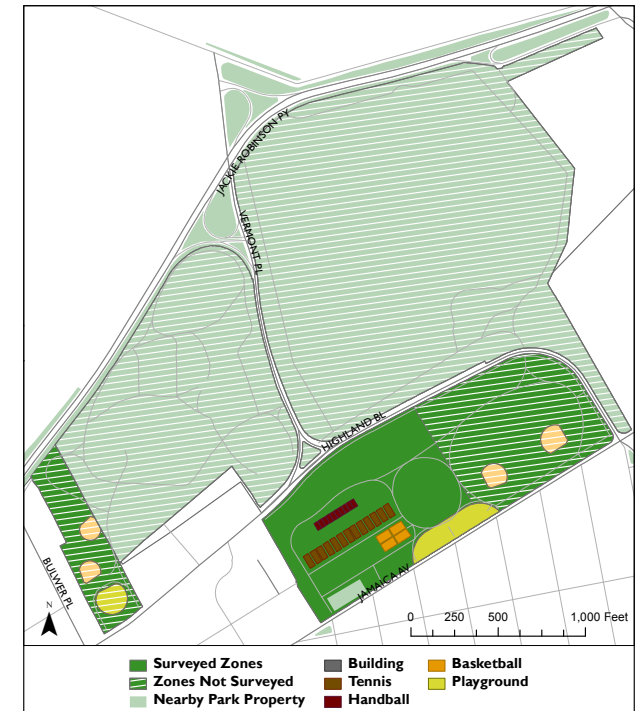 JACKIE ROBINSON PY
VERMONT PL
HIGHLAND BL
BULWER PL
JAMAICA AV
N
0 250 500 1,000 Feet
Surveyed Zones
Zones Not Surveyed
Nearby Park Property
Building
Tennis
Handball
Basketball
Playground